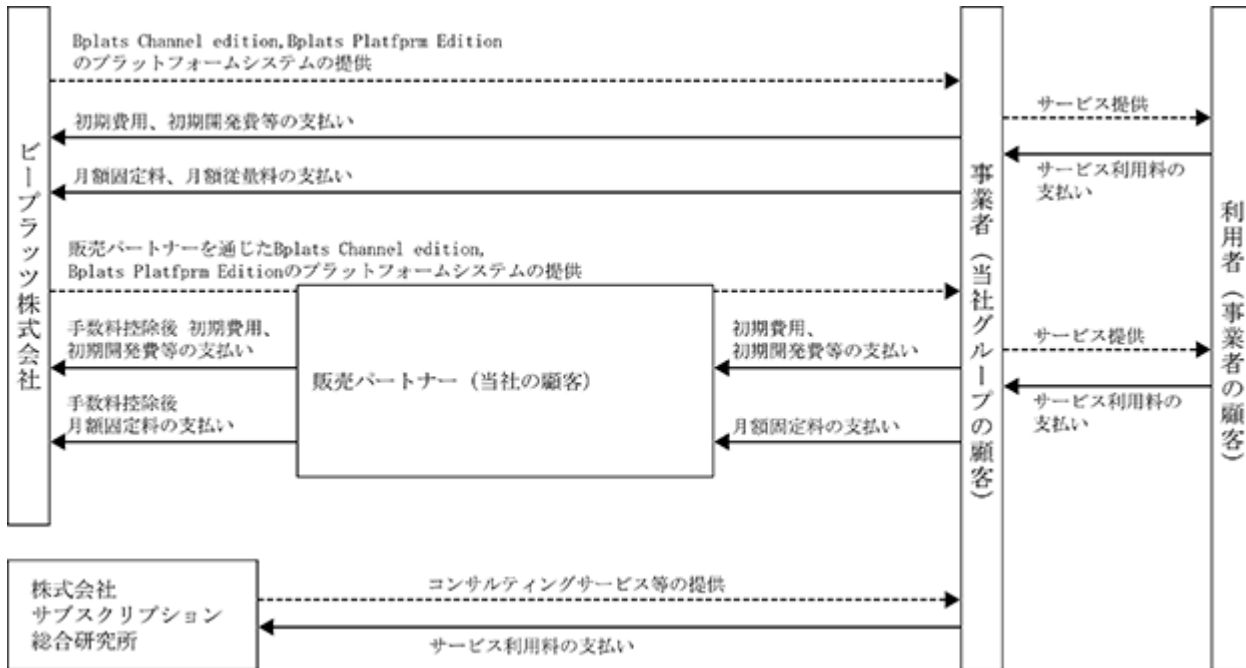 Bplats Channel edition,Bplats Platfprm Edition
のプラットフォームシステムの提供
初期費用、初期開発費等の支払い
月額固定料、月額従量料の支払い
販売パートナーを通じたBplats Channel edition,
Bplats Platfprm Editionのプラットフォームシステムの提供
手数料控除後 初期費用、
初期開発費等の支払い
手数料控除後
月額固定料の支払い
販売パートナー（当社の顧客）
初期費用、
初期開発費等の支払い
月額固定料の支払い
ビープラッツ株式会社
事業者（当社グループの顧客）
サービス提供
サービス利用料の
支払い
サービス提供
サービス利用料の
支払い
利用者（事業者の顧客）
株式会社
サブスクリプション
総合研究所
コンサルティングサービス等の提供
サービス利用料の支払い